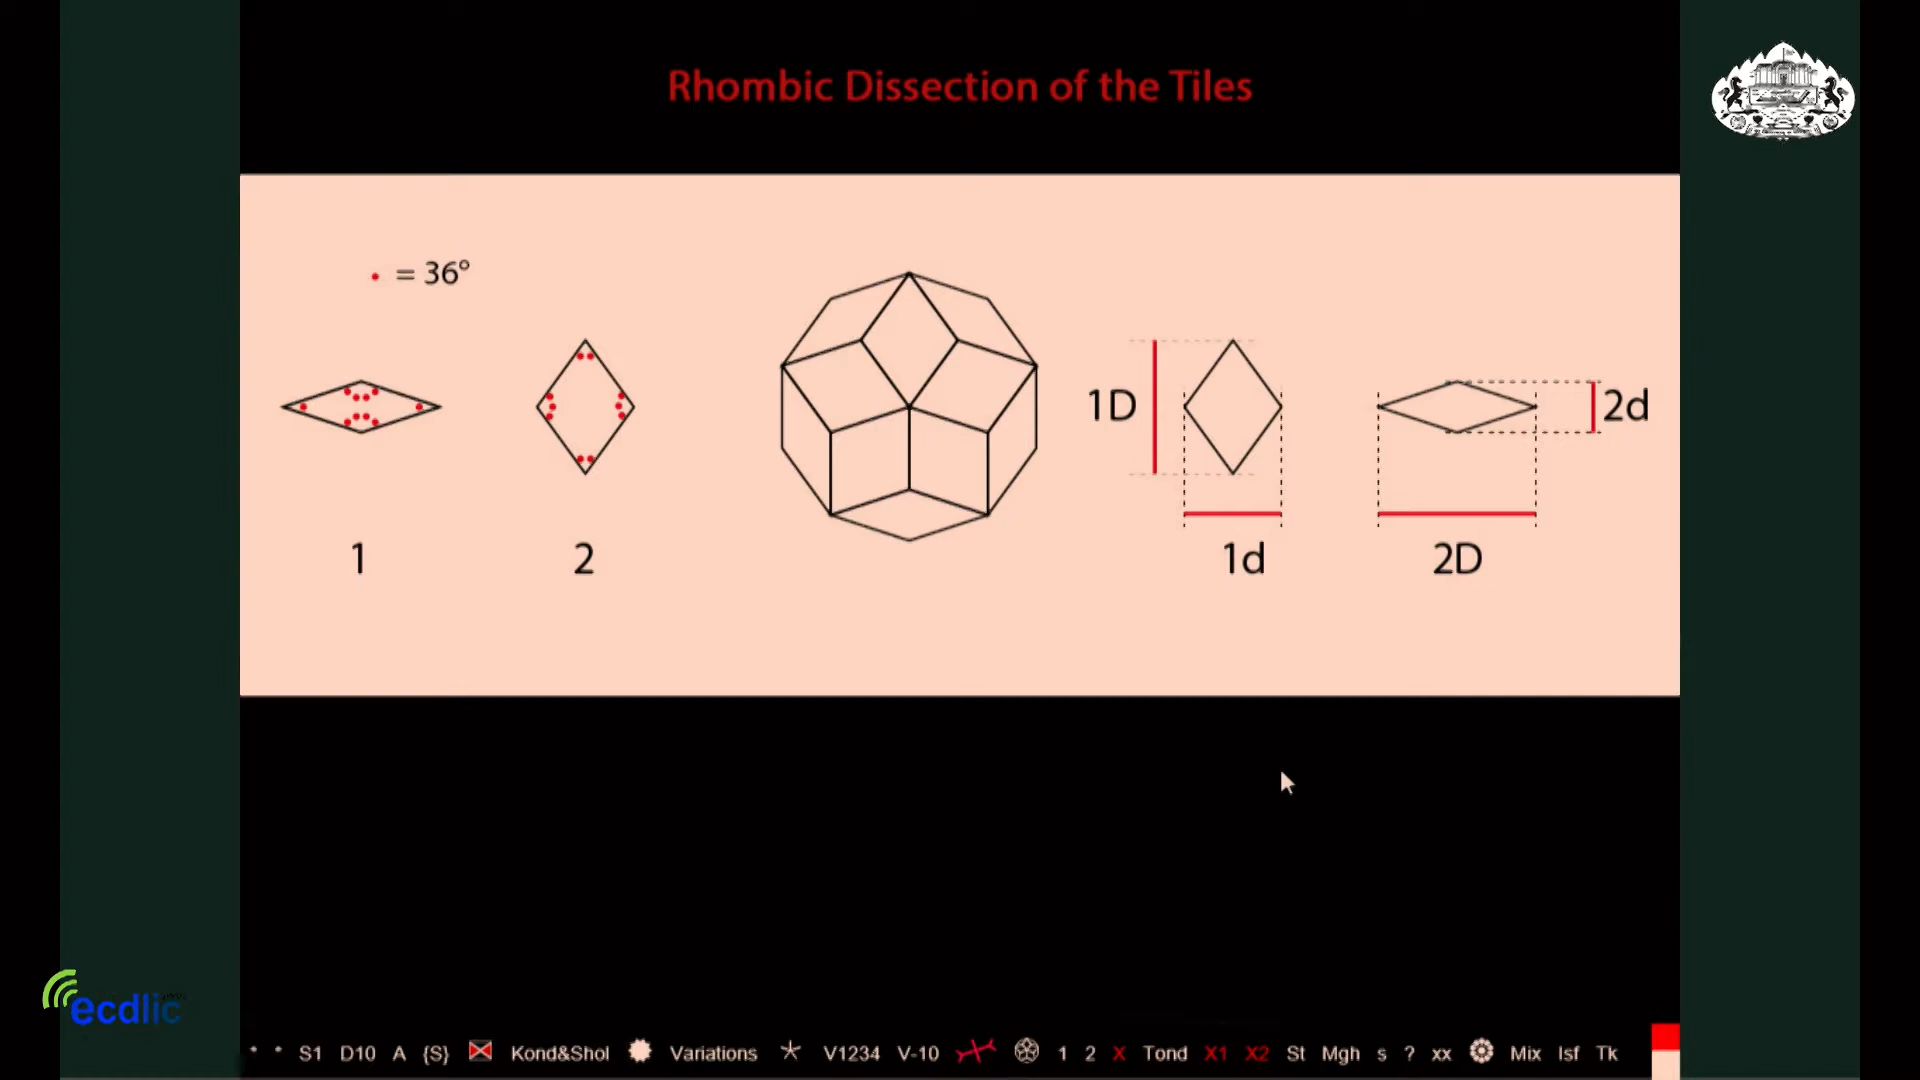 Rhombic Dissection of the Tiles
= 36°
1D
2d
1
2
1d
2D
ecdlic
* * S1 D10 A {S} Kond&Shol Variations V1234 V-10 1 2 X Tond X1 X2 St Mgh s ? xx Mix Isf Tk